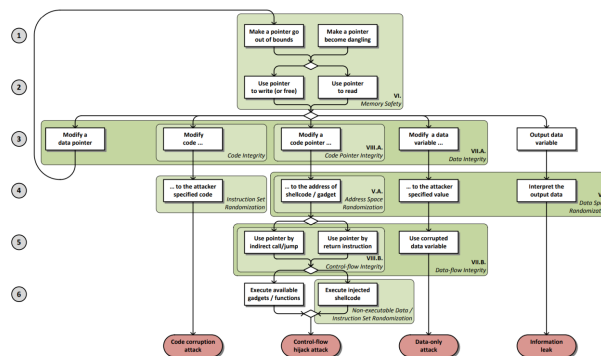 1
Make a pointer go
out of bounds
Make a pointer
become dangling
2
Use pointer
to write (or free)
Use pointer
to read
VI.
Memory Safety
3
Modify a
data pointer
Modify
code ...
Code Integrity
Modify a
code pointer ...
VIII.A.
Code Pointer Integrity
Modify a data
variable ...
VII.A.
Data Integrity
Output data
variable
4
... to the attacker
specified code
Instruction Set
Randomization
... to the address of
shellcode / gadget
V.A.
Address Space
Randomization
... to the attacker
specified value
Interpret the
output data
V
Data Sp
Randomiza
5
Use pointer by
indirect call/jump
Use pointer by
return instruction
VIII.B.
Control-flow Integrity
Use corrupted
data variable
VII.B.
Data-flow Integrity
6
Execute available
gadgets / functions
Execute injected
shellcode
Non-executable Data /
Instruction Set Randomization
Code corruption
attack
Control-flow
hijack attack
Data-only
attack
Information
leak